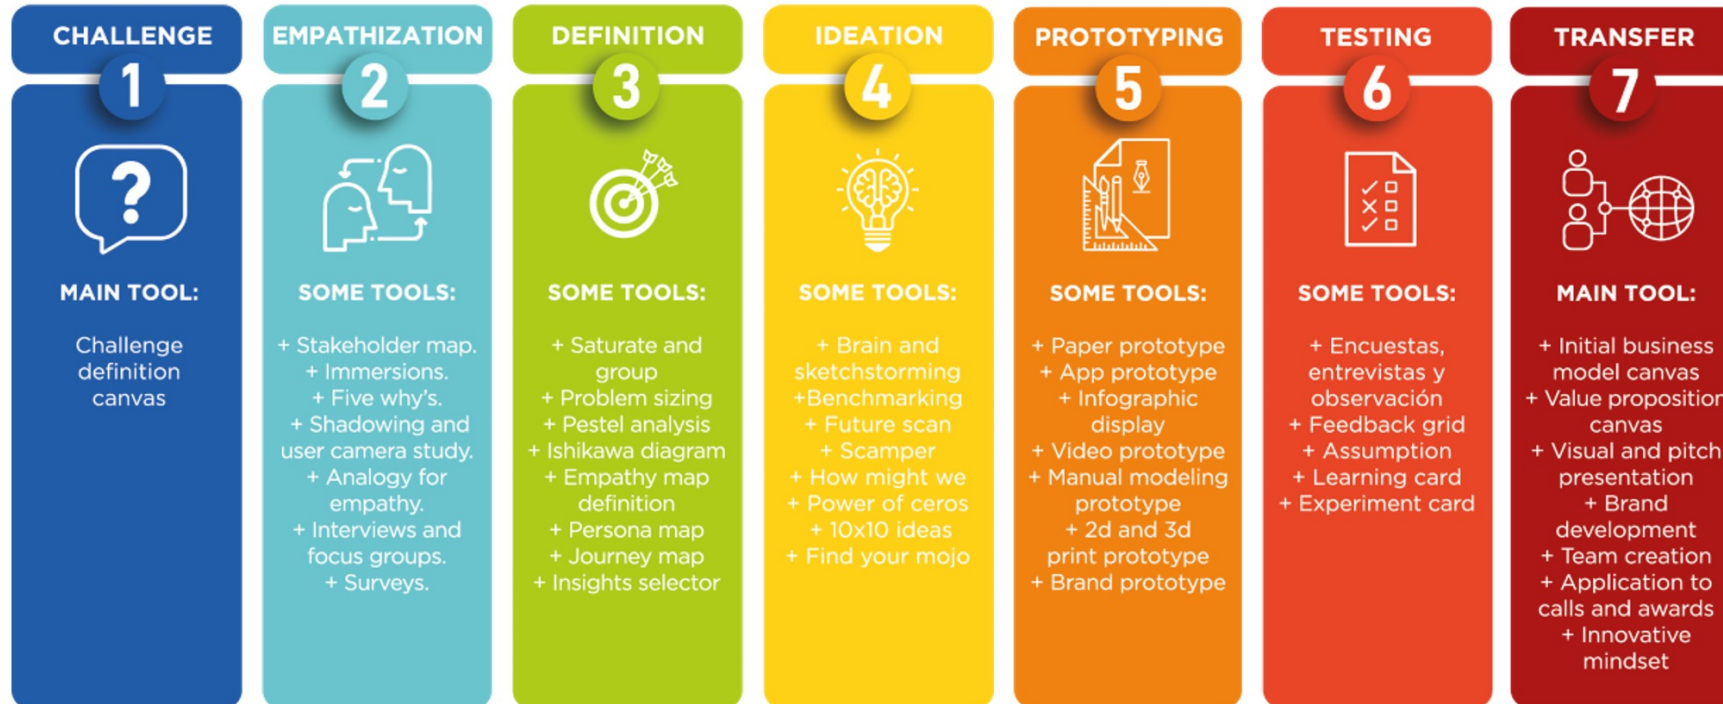 CHALLENGE
1
?
MAIN TOOL:
Challenge
definition
canvas
EMPATHIZATION
2
SOME TOOLS:
+ Stakeholder map.
+ Immersions.
+ Five why's.
+ Shadowing and
user camera study.
+ Analogy for
empathy.
+ Interviews and
focus groups.
+ Surveys.
DEFINITION
3
SOME TOOLS:
+ Saturate and
group
+ Problem sizing
+ Pestel analysis
+ Ishikawa diagram
+ Empathy map
definition
+ Persona map
+ Journey map
+ Insights selector
IDEATION
4
SOME TOOLS:
+ Brain and
sketchstorming
+Benchmarking
+ Future scan
+ Scamper
+ How might we
+ Power of ceros
+ 10x10 ideas
+ Find your mojo
PROTOTYPING
5
SOME TOOLS:
+ Paper prototype
+ App prototype
+ Infographic
display
+ Video prototype
+ Manual modeling
prototype
+ 2d and 3d
print prototype
+ Brand prototype
TESTING
6
SOME TOOLS:
+ Encuestas,
entrevistas y
observación
+ Feedback grid
+ Assumption
+ Learning card
+ Experiment card
TRANSFER
7
MAIN TOOL:
+ Initial business
model canvas
+ Value proposition
canvas
+ Visual and pitch
presentation
+ Brand
development
+ Team creation
+ Application to
calls and awards
+ Innovative
mindset